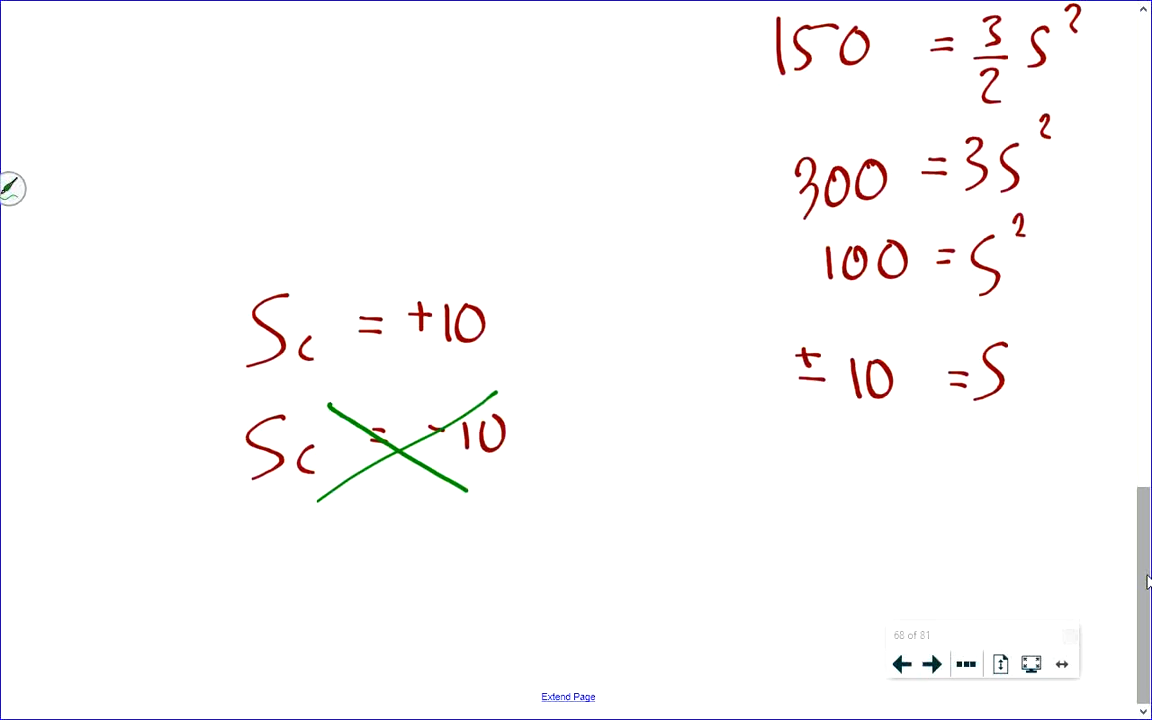 150 = 3/2 S²
300 = 3S²
100 = S²
± 10 = S
Sc = +10
Sc = -10
68 of 81
Extend Page